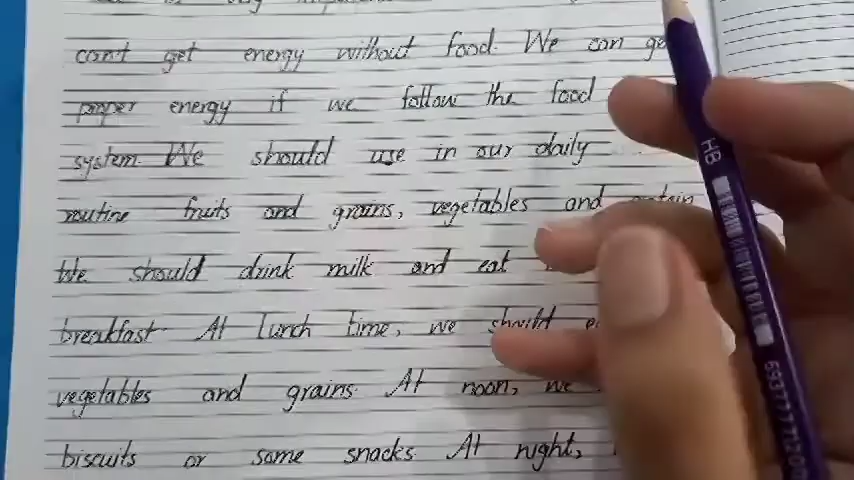 can't get energy without food. We can ge
proper energy if we follow the food
system. We should use in our daily
routine fruits and grains, vegetables and
We should drink milk and eat
breakfast. At lunch time, we should e
vegetables and grains. At noon, we
biscuits or some snacks. At night,
HB